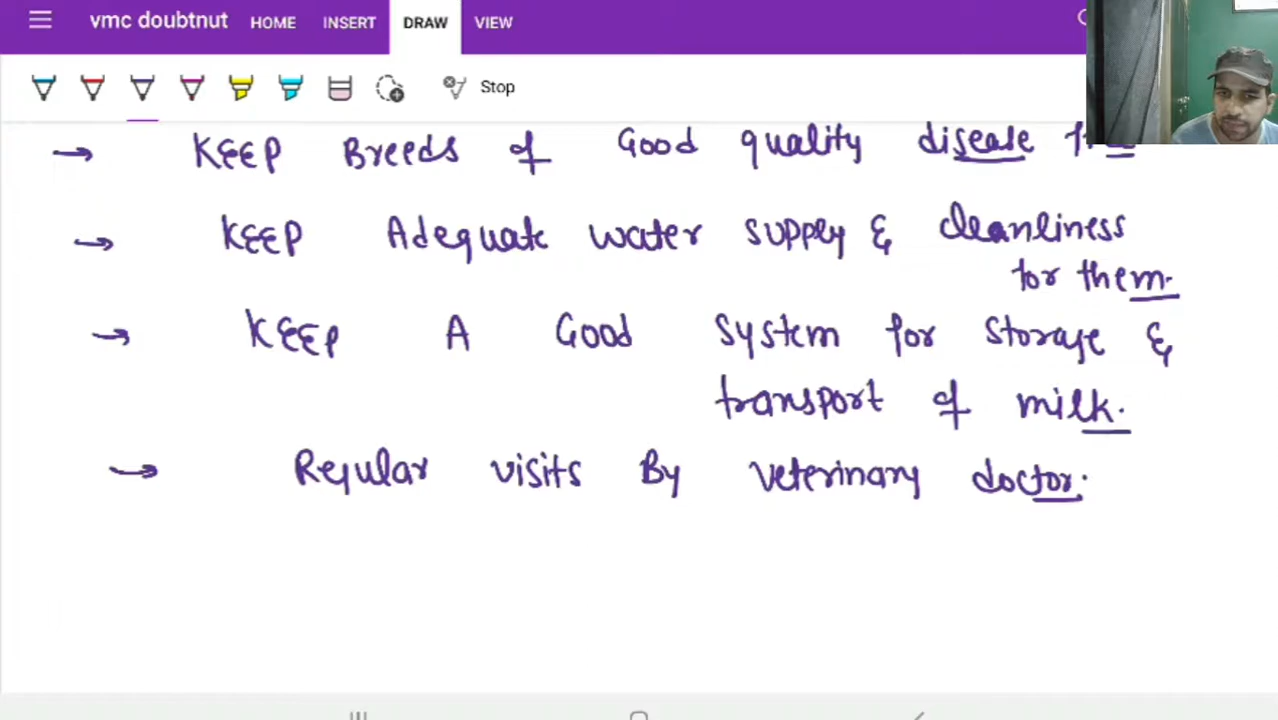 vmc doubtnut HOME INSERT DRAW VIEW
Stop
→ KEEP Breeds of Good quality disease
→ KEEP Adequate water supply & cleanliness
for them.
→ KEEP A Good System for storage &
transport of milk.
→ Regular visits By veterinary doctor.